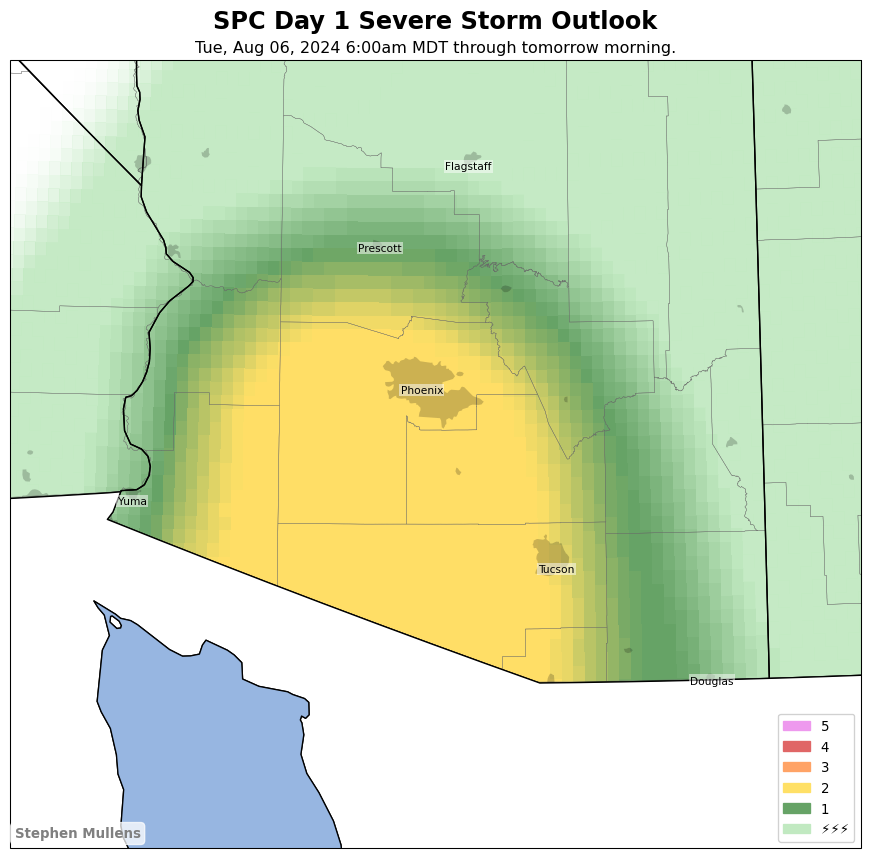 SPC Day 1 Severe Storm Outlook
Tue, Aug 06, 2024 6:00am MDT through tomorrow morning.
Flagstaff
Prescott
Phoenix
Yuma
Tucson
Douglas
5
4
3
2
1
⚡⚡⚡
Stephen Mullens